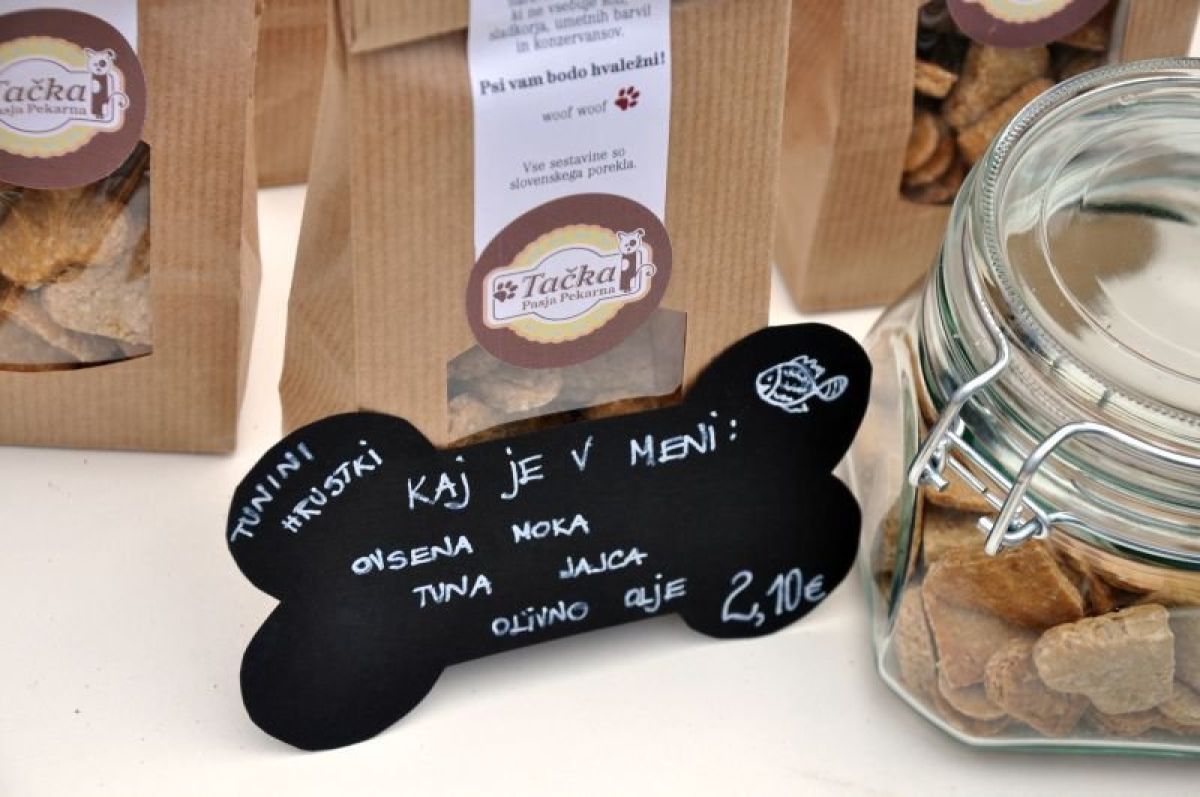 Tačka
Pasja Pekarna
ki ne vsebuje soli,
sladkorja, umetnih barvil
in konzervansov.
Psi vam bodo hvaležni!
woof woof
Vse sestavine so
slovenskega porekla.
Tačka
Pasja Pekarna
TUNINI
HRUSTKI
KAJ JE V MENI:
OVSENA MOKA
TUNA JAJCA
OLIVNO OLJE
2,10€